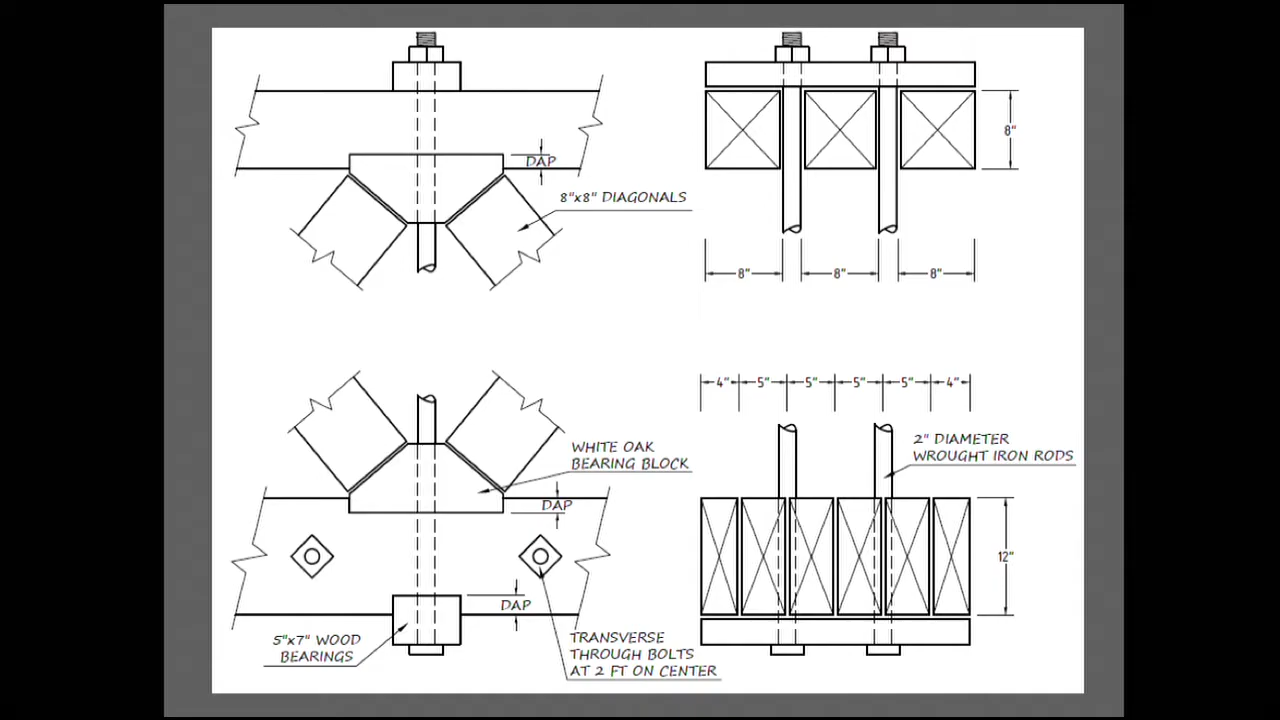 DAP
8"
8"x8" DIAGONALS
8" 8" 8"
4" 5" 5" 5" 5" 4"
2" DIAMETER
WROUGHT IRON RODS
WHITE OAK
BEARING BLOCK
DAP
12"
DAP
5"x7" WOOD
BEARINGS
TRANSVERSE
THROUGH BOLTS
AT 2 FT ON CENTER